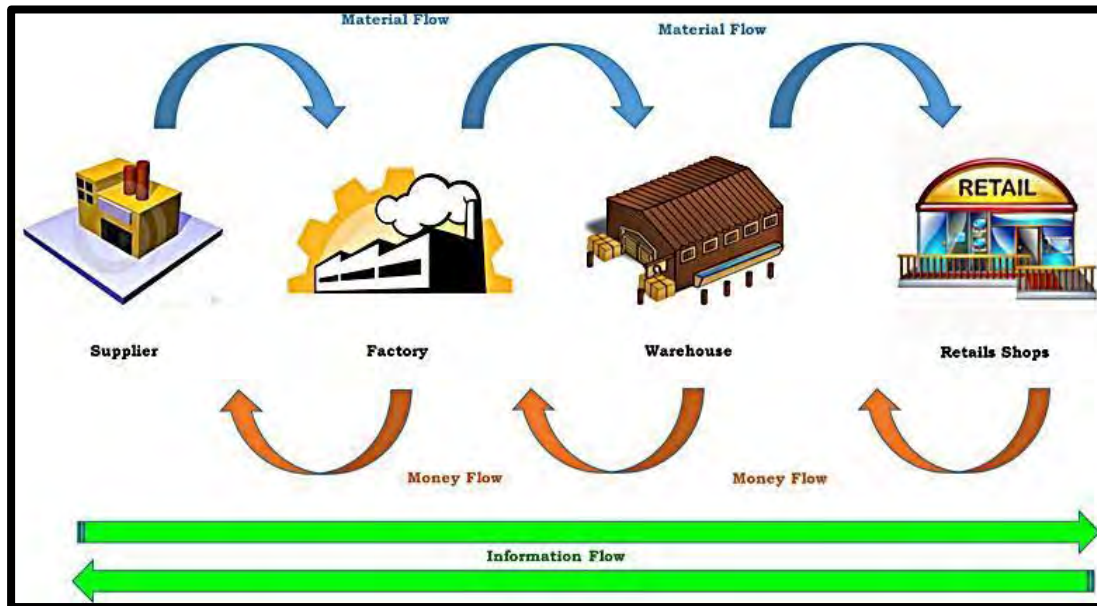 Material Flow
Material Flow
RETAIL
Supplier
Factory
Warehouse
Retails Shops
Money Flow
Money Flow
Information Flow